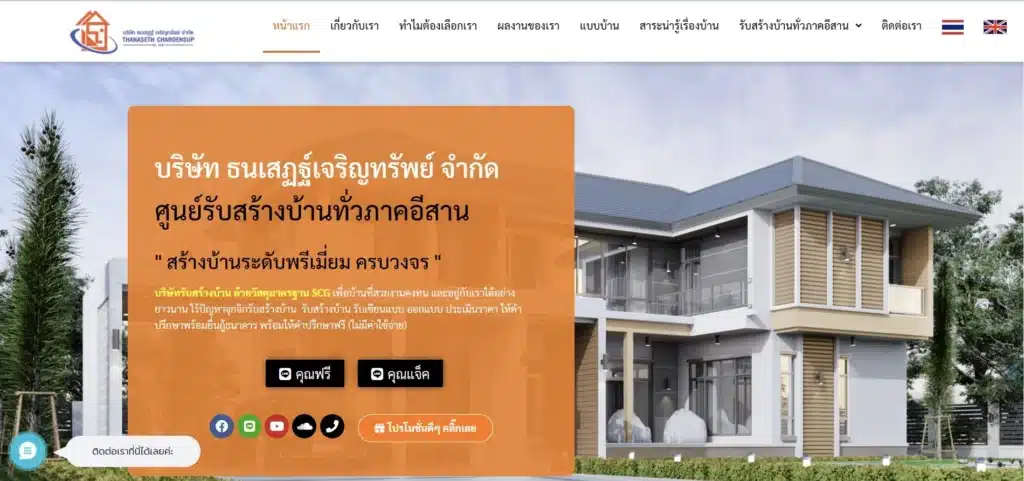 บริษัท ธนเสฏฐ์ เจริญทรัพย์ จำกัด
THANASETH CHAROENSUP
หน้าแรก เกี่ยวกับเรา ทำไมต้องเลือกเรา ผลงานของเรา แบบบ้าน สาระน่ารู้เรื่องบ้าน รับสร้างบ้านทั่วภาคอีสาน ติดต่อเรา
บริษัท ธนเสฏฐ์เจริญทรัพย์ จำกัด
ศูนย์รับสร้างบ้านทั่วภาคอีสาน
" สร้างบ้านระดับพรีเมี่ยม ครบวงจร "
บริษัทรับสร้างบ้าน ด้วยวัสดุมาตรฐาน SCG เพื่อบ้านที่สวยงามคงทน และอยู่กับเราได้อย่าง
ยาวนาน ไร้ปัญหาจุกจิกรับสร้างบ้าน รับสร้างบ้าน รับเขียนแบบ ออกแบบ ประเมินราคา ให้คำ
ปรึกษาพร้อมยื่นกู้ธนาคาร พร้อมให้คำปรึกษาฟรี (ไม่มีค่าใช้จ่าย)
คุณฟรี คุณแจ็ค
โปรโมชั่นดีๆ คลิ๊กเลย
ติดต่อเราที่นี่ได้เลยค่ะ